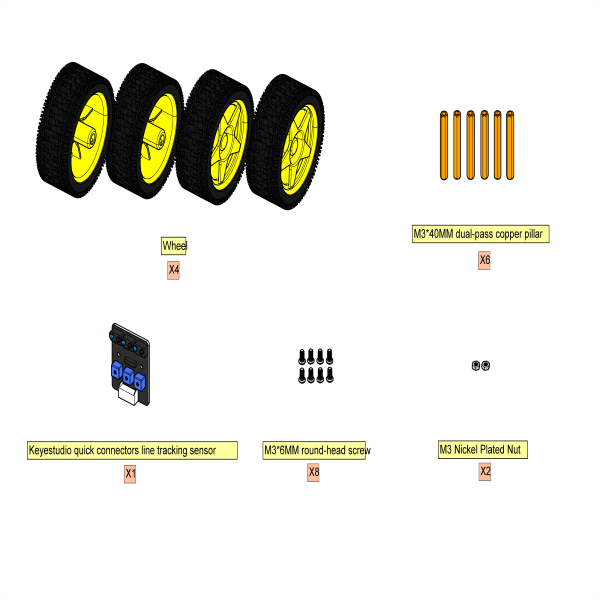 Wheel
X4
M3*40MM dual-pass copper pillar
X6
Keyestudio quick connectors line tracking sensor
X1
M3*6MM round-head screw
X8
M3 Nickel Plated Nut
X2